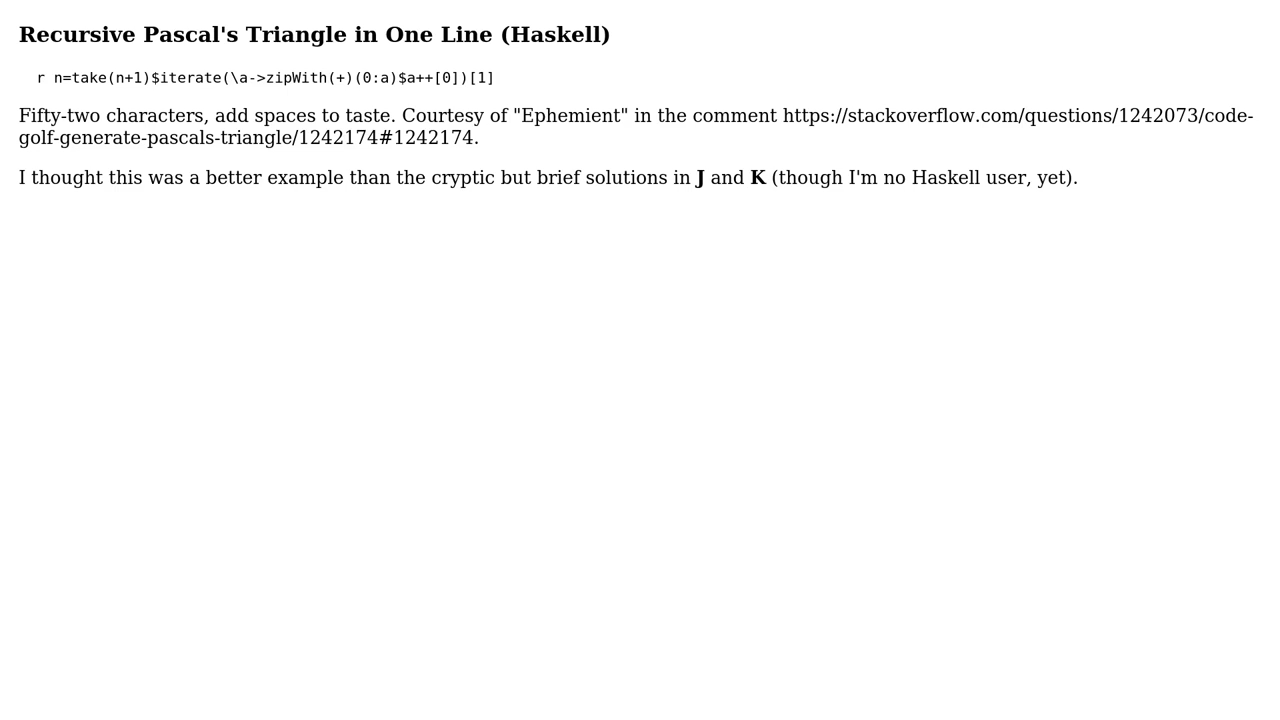 Recursive Pascal's Triangle in One Line (Haskell)
r n=take(n+1)$iterate(\a->zipWith(+)(0:a)$a++[0])[1]
Fifty-two characters, add spaces to taste. Courtesy of "Ephemient" in the comment https://stackoverflow.com/questions/1242073/code-
golf-generate-pascals-triangle/1242174#1242174.
I thought this was a better example than the cryptic but brief solutions in J and K (though I'm no Haskell user, yet).